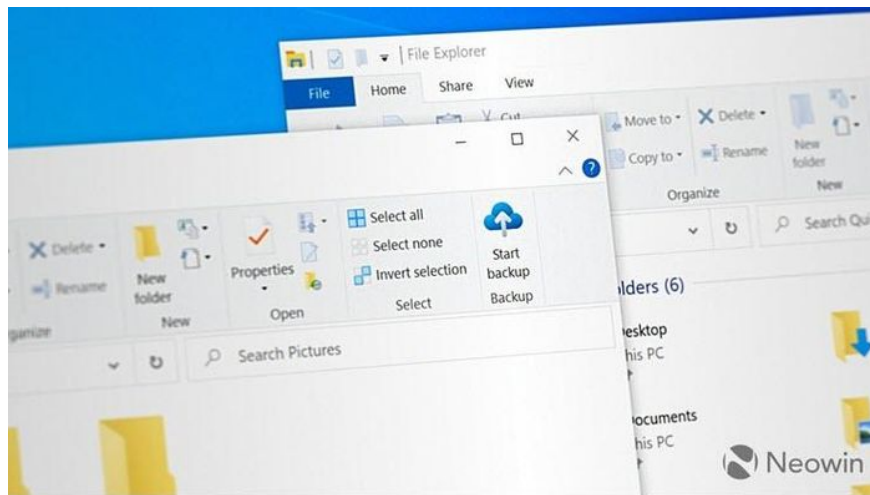 File Explorer
File
Home
Share
View
Cut
Move to
Delete
Copy to
Rename
New
folder
Organize
New
Search Qui
olders (6)
esktop
his PC
ocuments
his PC
Delete
Rename
New
folder
Properties
Select all
Select none
Invert selection
Start
backup
ganize
New
Open
Select
Backup
Search Pictures
Neowin